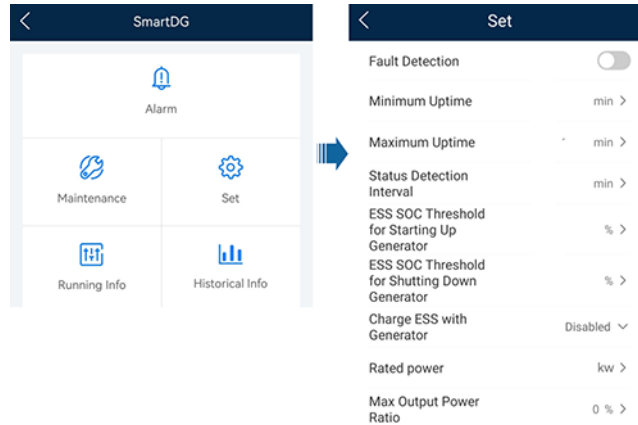 SmartDG
Alarm
Maintenance
Set
Running Info
Historical Info
Set
Fault Detection
Minimum Uptime min
Maximum Uptime min
Status Detection
Interval min
ESS SOC Threshold
for Starting Up %
Generator
ESS SOC Threshold
for Shutting Down %
Generator
Charge ESS with
Generator Disabled
Rated power kw
Max Output Power
Ratio 0 %